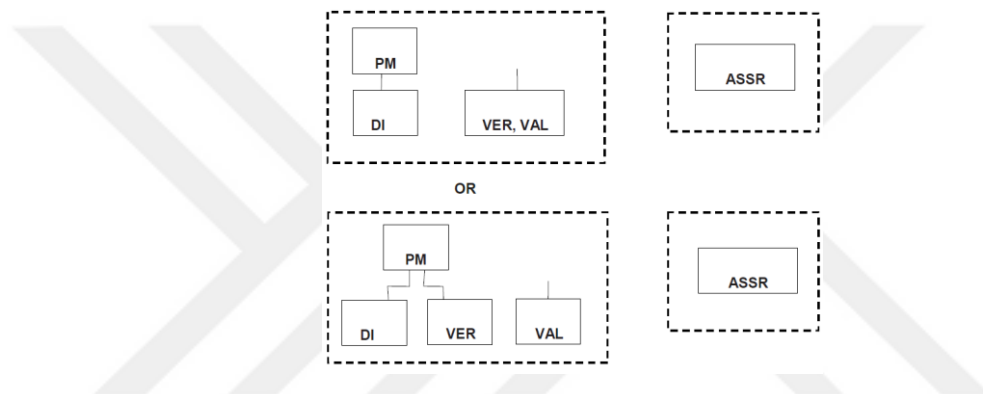 PM
ASSR
DI
VER, VAL
OR
PM
ASSR
DI
VER
VAL